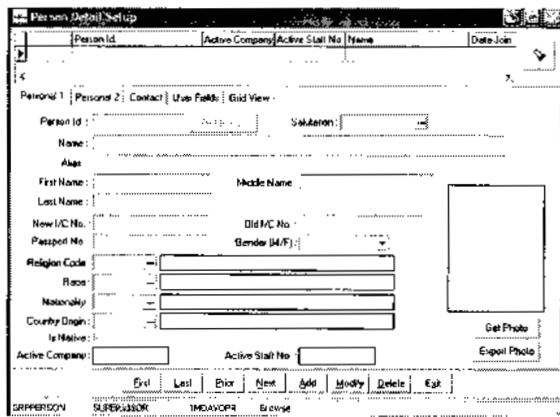 Person Detail Setup
Person Id. Active Company Active Staff No Name Date Join
Personal 1 Personal 2 Contact User Fields Grid View
Person Id : Salutation :
Name :
Alias
First Name : Middle Name
Last Name :
New I/C No. : Old I/C No.
Passport No Gender (M/F) :
Religion Code
Race
Nationality
Country Origin :
Is Native : Get Photo
Active Company : Active Staff No Export Photo
First Last Prior Next Add Modify Delete Exit
GRPPERSON SUPERVISOR Browse